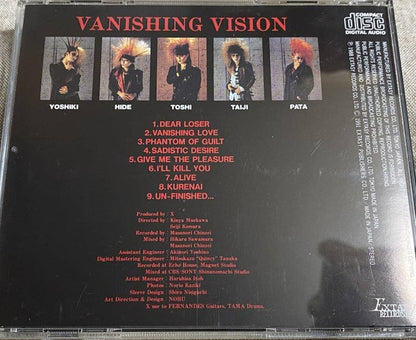 VANISHING VISION
COMPACT
disc
DIGITAL AUDIO
YOSHIKI
HIDE
TOSHI
TAIJI
PATA
1. DEAR LOSER
2. VANISHING LOVE
3. PHANTOM OF GUILT
4. SADISTIC DESIRE
5. GIVE ME THE PLEASURE
6. I'LL KILL YOU
7. ALIVE
8. KURENAI
9. UN-FINISHED...
Produced by X
Directed by Kinya Maekawa
Seiji Kamura
Recorded by Masanori Chinzei
Mixed by Hikaru Sawamura
Masanori Chinzei
Assistant Engineer Akinori Yoshino
Digital Mastering Engineer Mitsukazu "Quincy" Tanaka
Recorded at Echo House, Magnet Studio
Mixed at CBS/SONY Shinanomachi Studio
Artist Manager Haruhisa Itoh
Photos Norio Kaziki
Sleeve Design Shiro Nioguchi
Art Direction & Design NOBU
X use to FERNANDES Guitars, TAMA Drums.